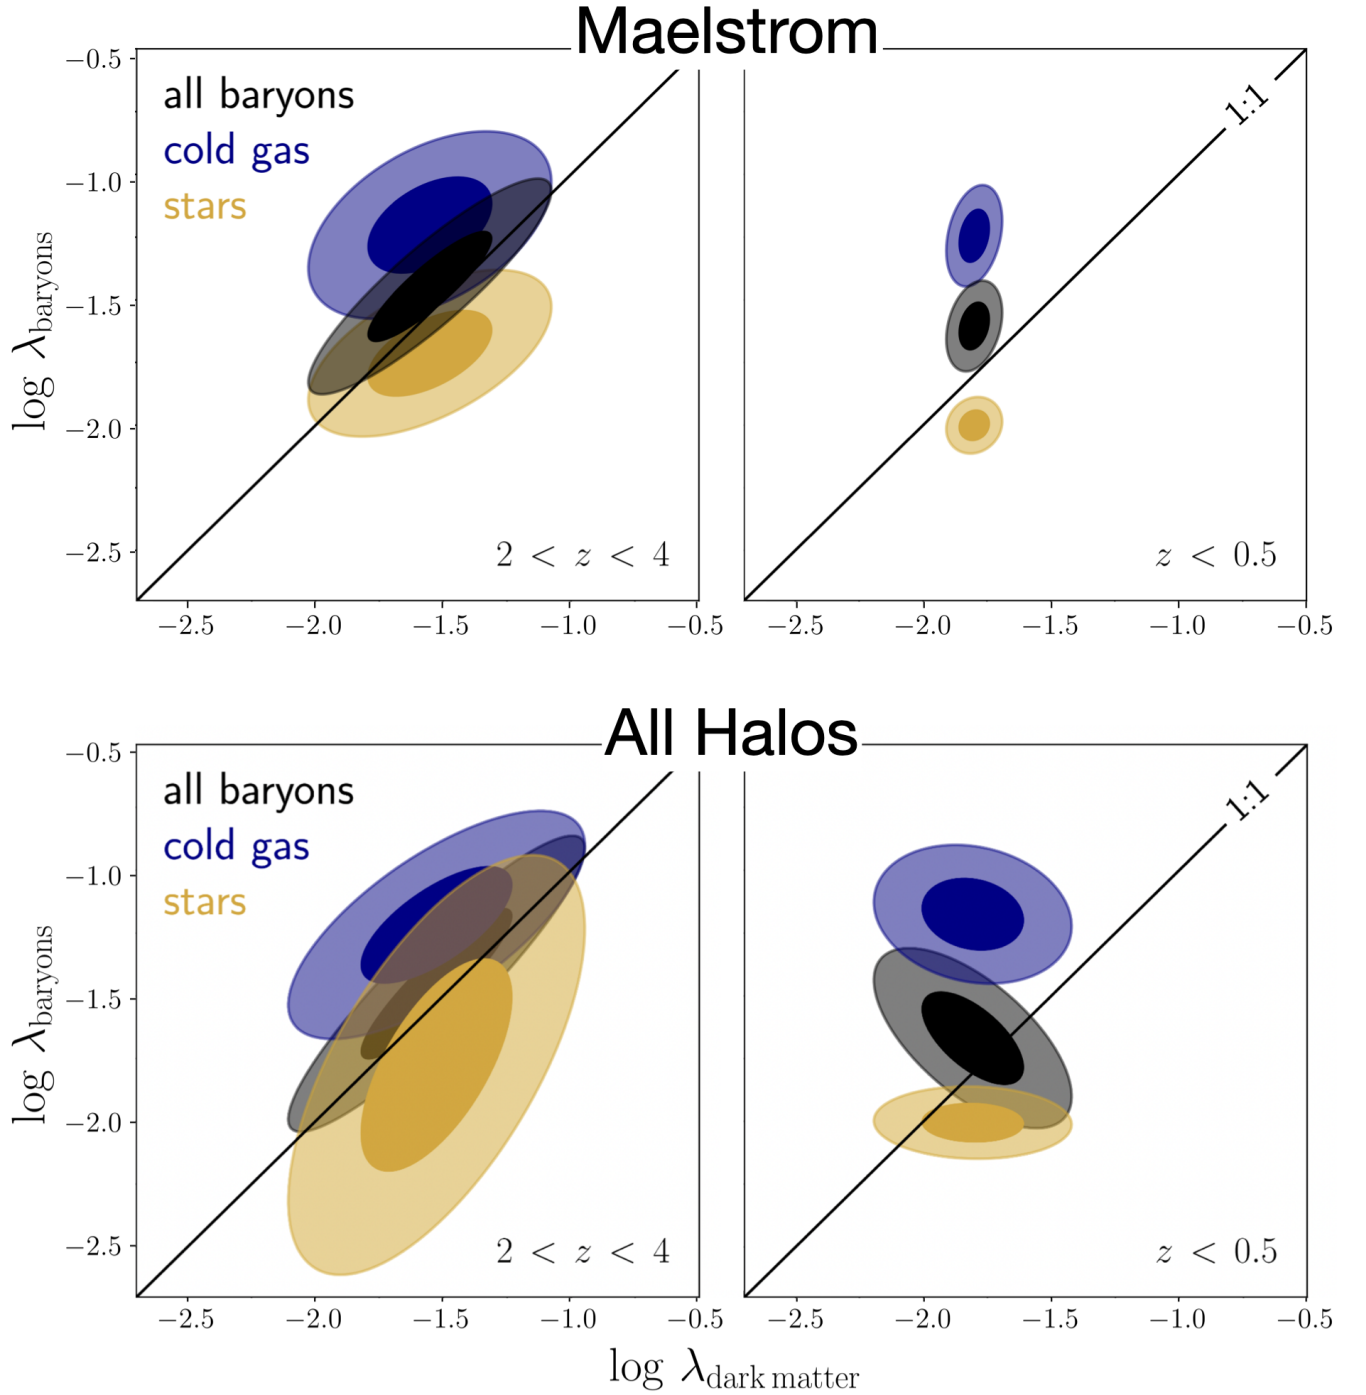 Maelstrom
−0.5
−1.0
−1.5
−2.0
−2.5
log λbaryons
all baryons
cold gas
stars
2 < z < 4
1:1
z < 0.5
−2.5 −2.0 −1.5 −1.0 −0.5
−2.5 −2.0 −1.5 −1.0 −0.5
All Halos
−0.5
−1.0
−1.5
−2.0
−2.5
log λbaryons
all baryons
cold gas
stars
2 < z < 4
1:1
z < 0.5
−2.5 −2.0 −1.5 −1.0 −0.5
−2.5 −2.0 −1.5 −1.0 −0.5
log λdark matter